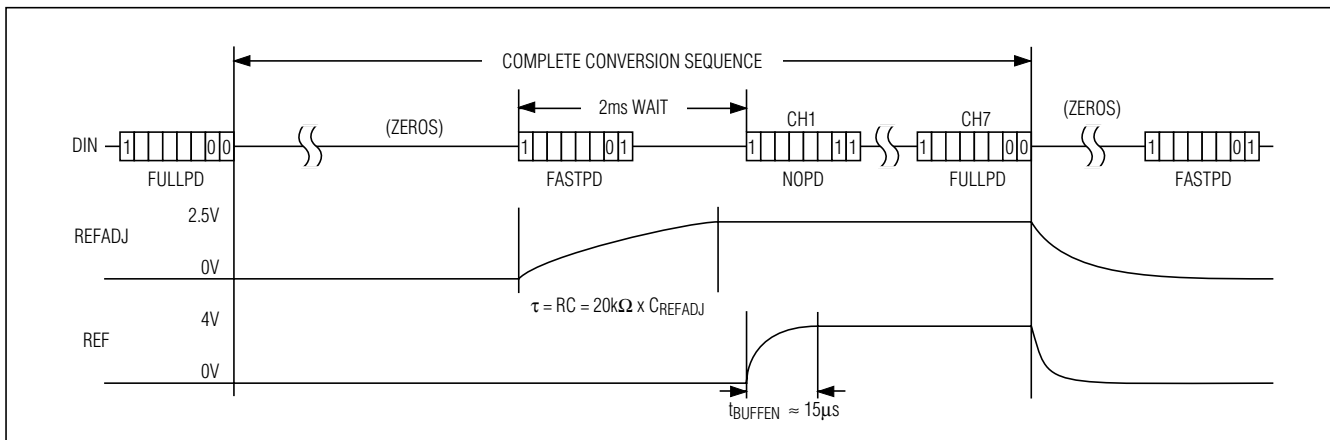 COMPLETE CONVERSION SEQUENCE
2ms WAIT
(ZEROS) CH1 CH7 (ZEROS)
DIN 1 0 0 1 0 1 1 1 1 1 0 0 1 0 1
FULLPD FASTPD NOPD FULLPD FASTPD
2.5V
REFADJ
0V
τ = RC = 20kΩ x CREFADJ
4V
REF
0V
tBUFFEN ≈ 15μs